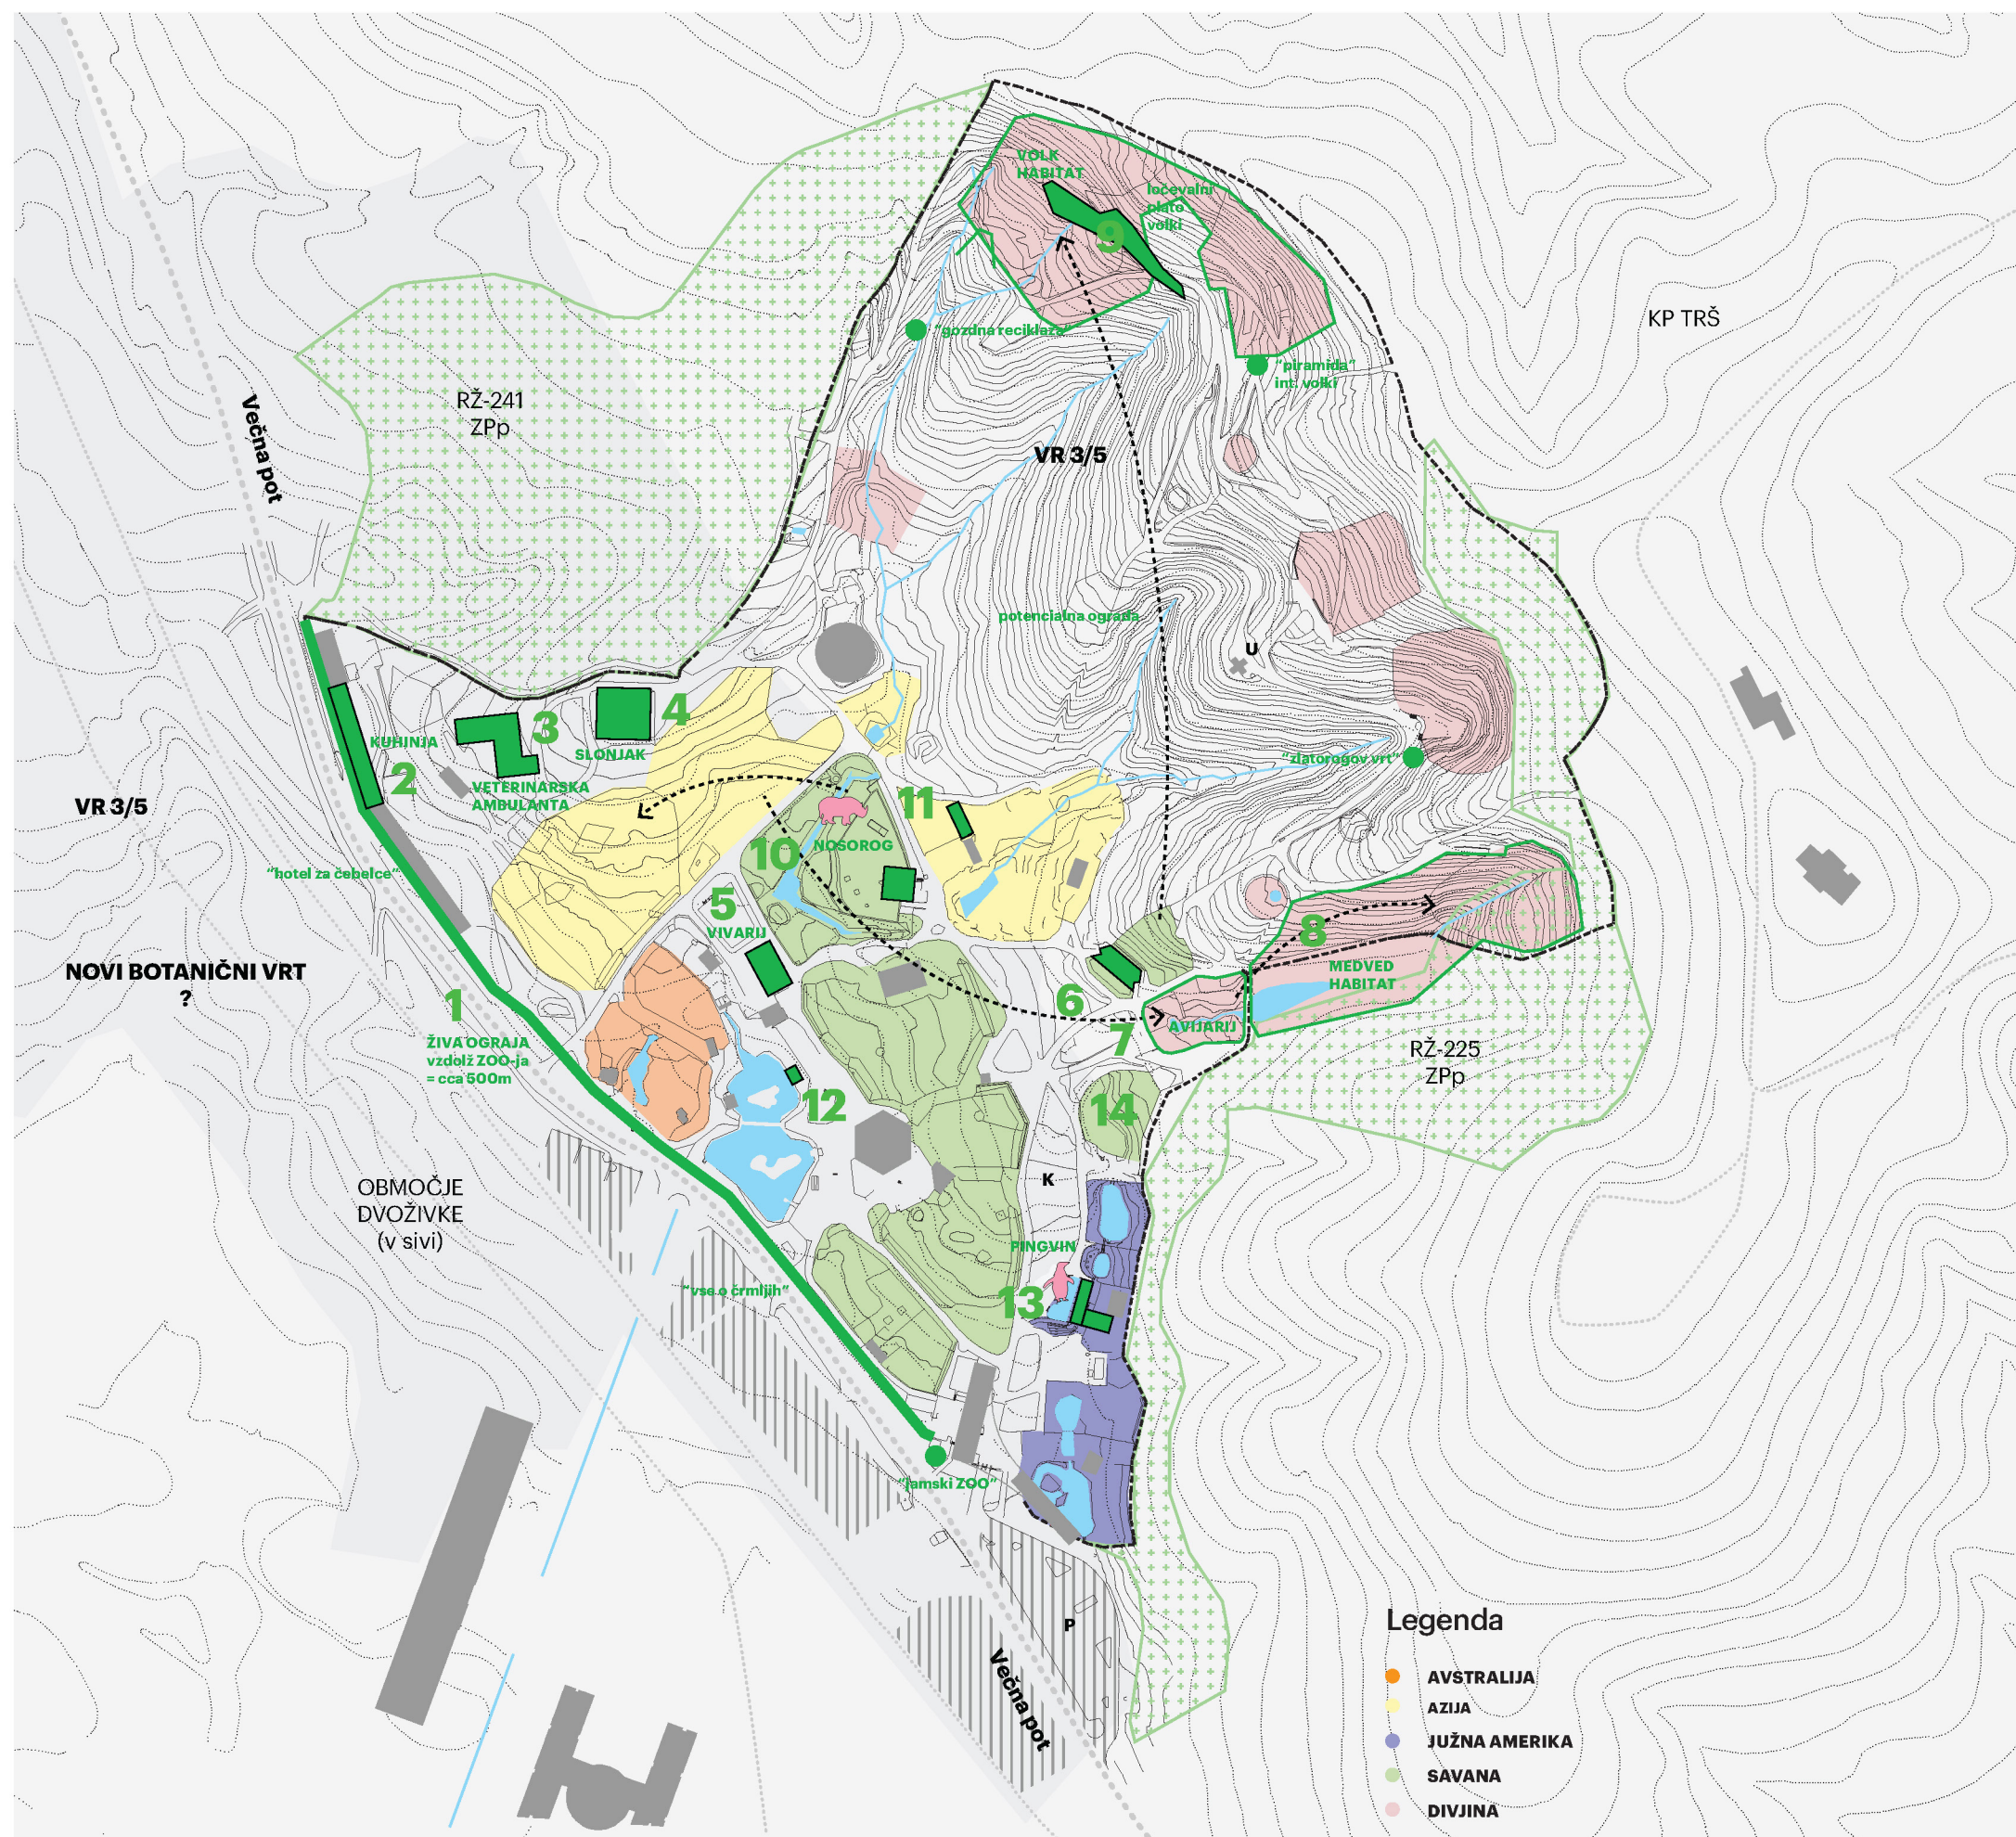 VOLK
HABITAT
ločevalni
plato
volki
9
KP TRŠ
"gozdna reciklaža"
"piramida"
int. volki
RŽ-241
ZPp
Večna pot
VR 3/5
potencialna ograda
U
4
3
KUHINJA
SLONJAK
2
VETERINARSKA
AMBULANTA
"zlatorogov vrt"
VR 3/5
11
10
NOSOROG
"hotel za čebelce"
5
VIVARIJ
8
MEDVED
HABITAT
NOVI BOTANIČNI VRT
?
1
6
7
AVIJARIJ
ŽIVA OGRAJA
vzdolž ZOO-ja
= cca 500m
RŽ-225
ZPp
12
14
OBMOČJE
DVOŽIVKE
(v sivi)
K
PINGVIN
"vse o črmljih"
13
"Jamski ZOO"
P
Večna pot
Legenda
AVSTRALIJA
AZIJA
JUŽNA AMERIKA
SAVANA
DIVJINA